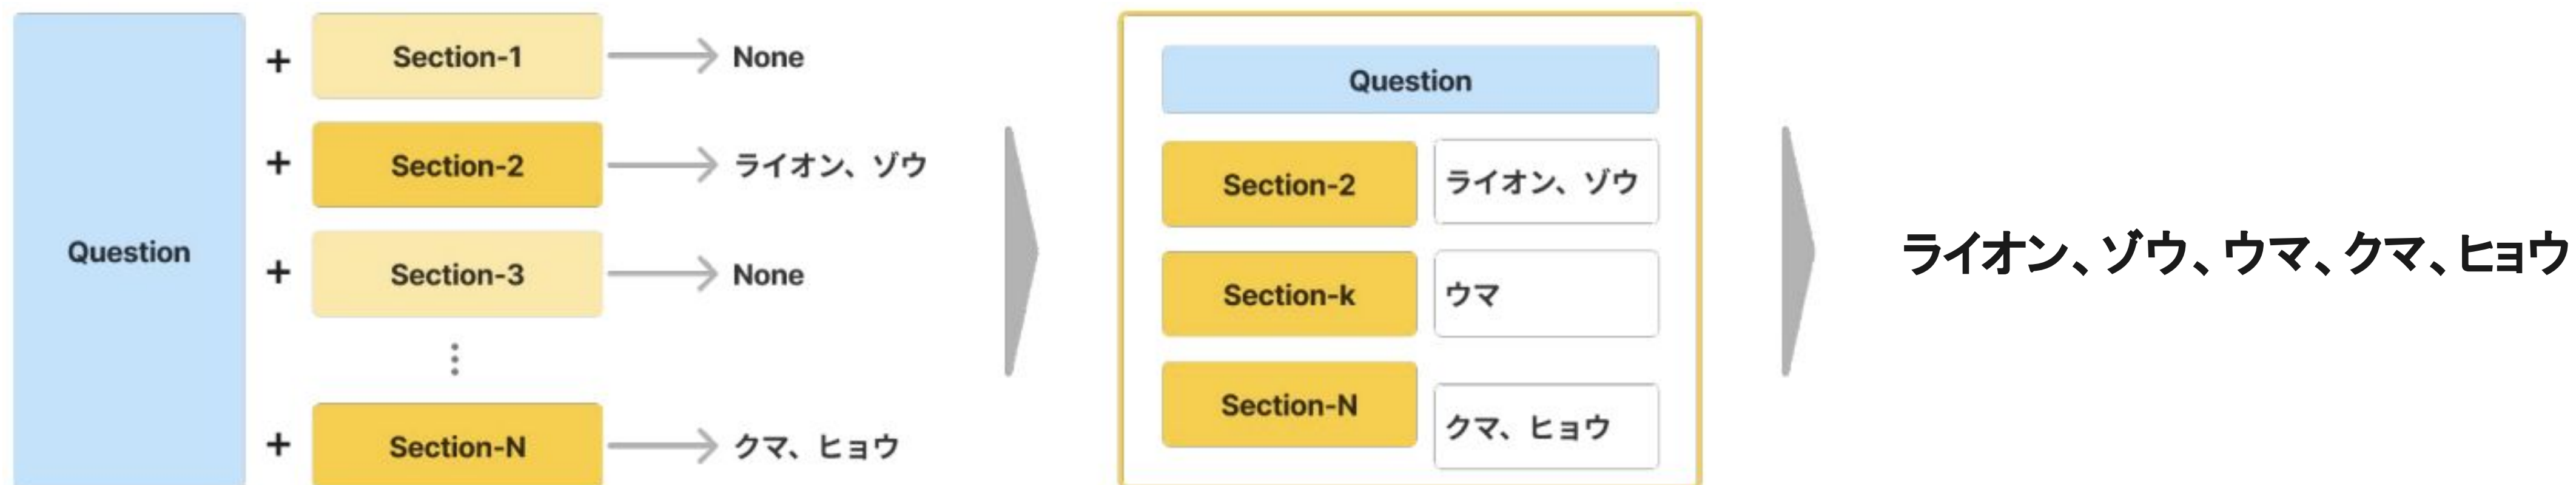 Question
+ Section-1 None
+ Section-2 ライオン、ゾウ
+ Section-3 None
+ Section-N クマ、ヒョウ
Question
Section-2 ライオン、ゾウ
Section-k ウマ
Section-N クマ、ヒョウ
ライオン、ゾウ、ウマ、クマ、ヒョウ